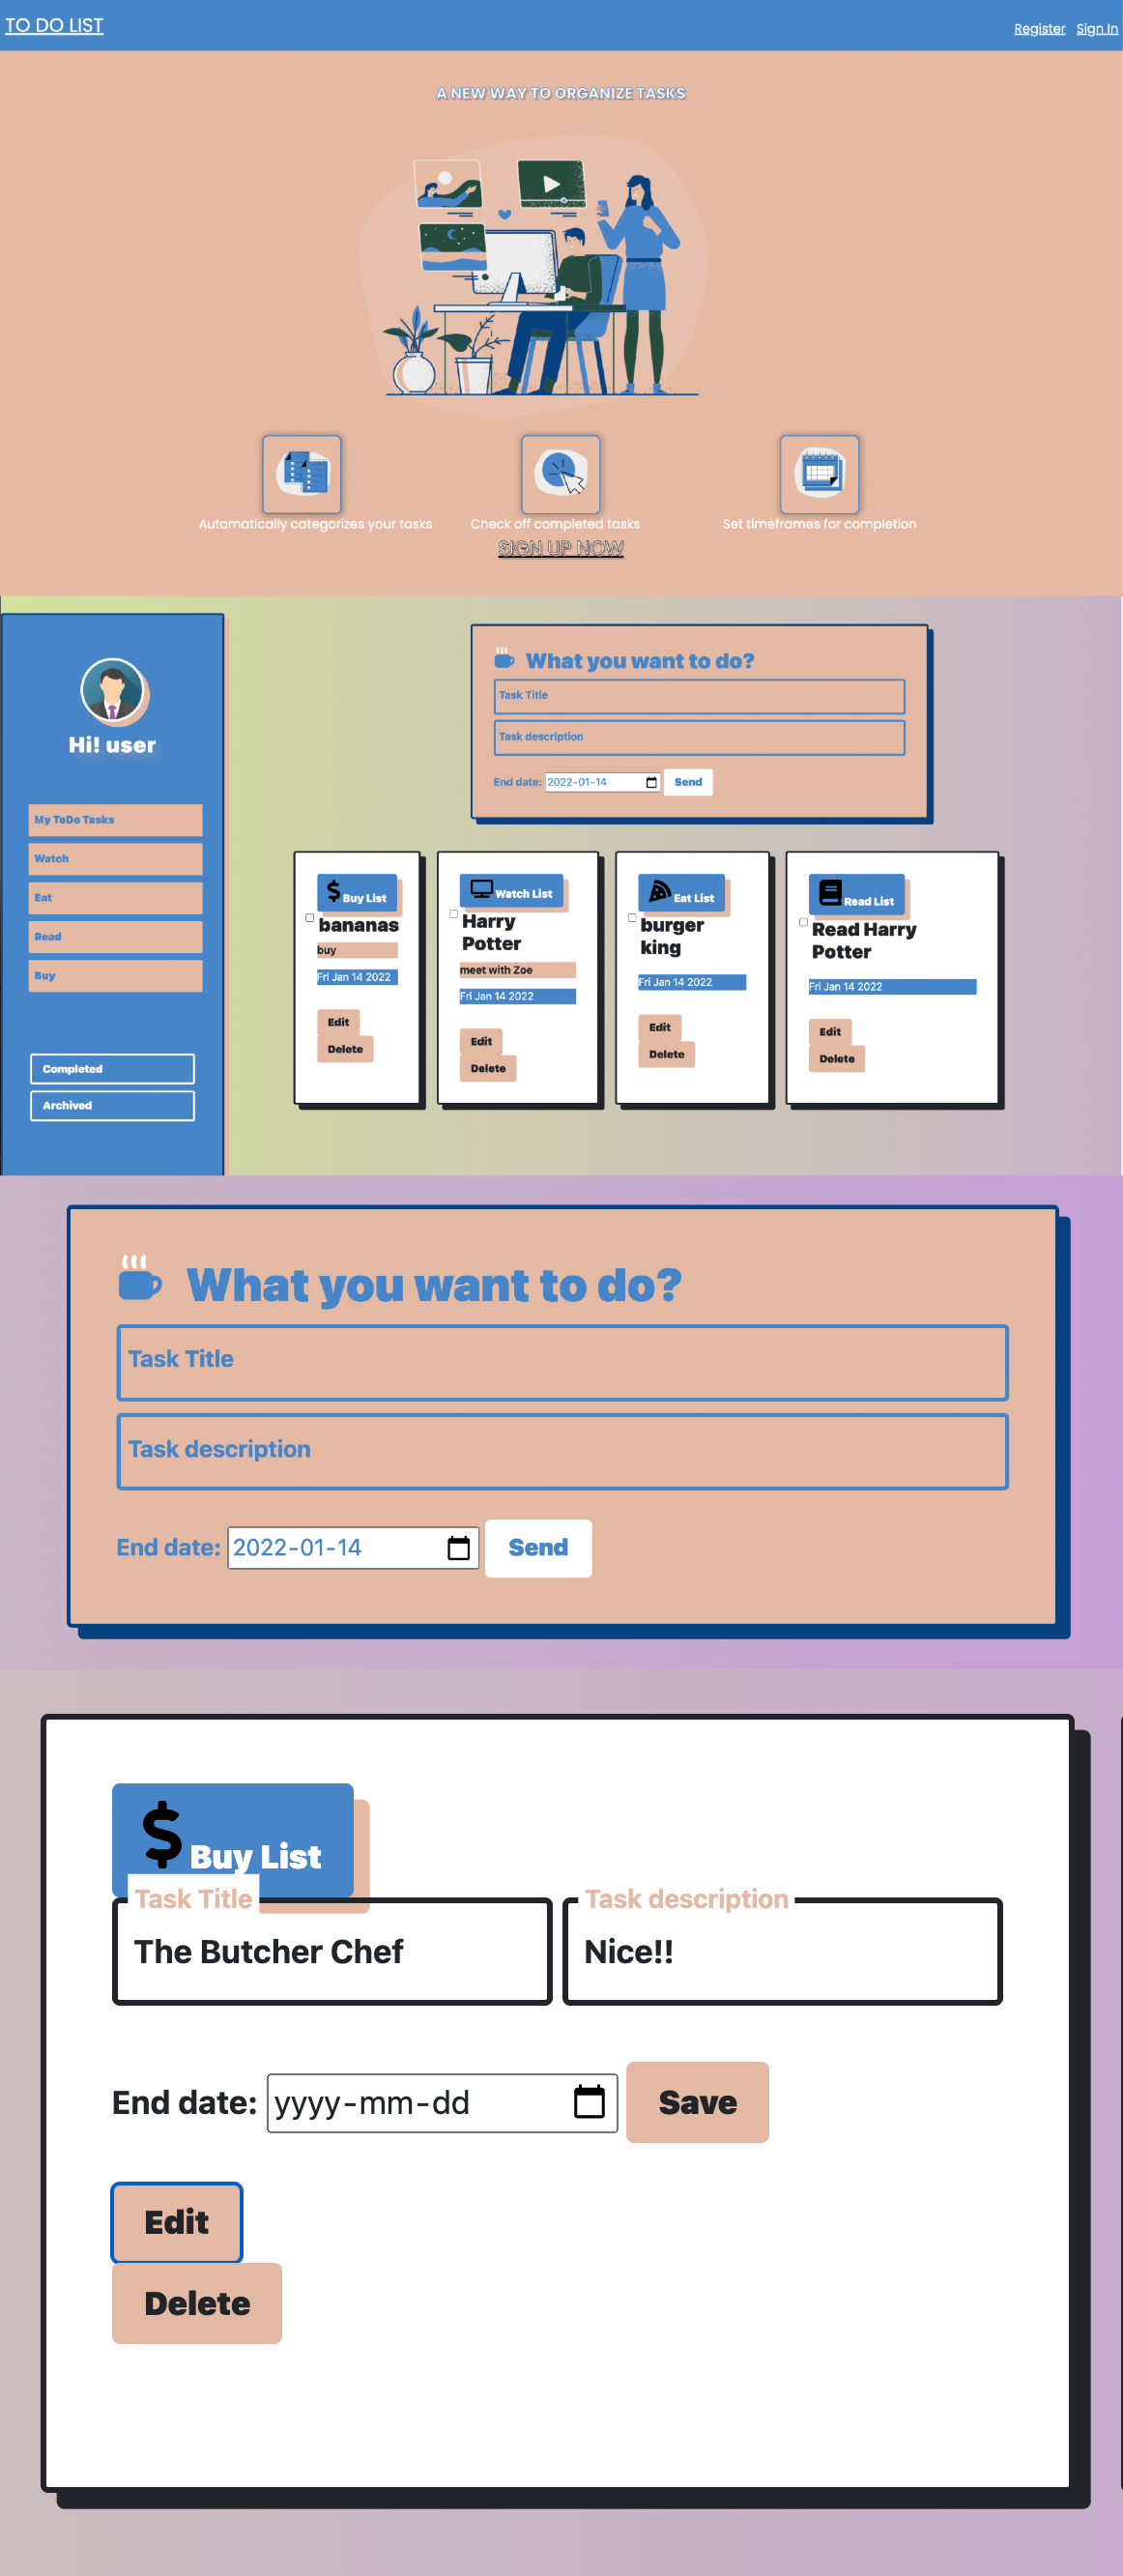 TO DO LIST
Register Sign In
A NEW WAY TO ORGANIZE TASKS
Automatically categorizes your tasks
Check off completed tasks
Set timeframes for completion
SIGN UP NOW
Hi! user
My ToDo Tasks
Watch
Eat
Read
Buy
Completed
Archived
What you want to do?
Task Title
Task description
End date: 2022-01-14 Send
$ Buy List
bananas
buy
Fri Jan 14 2022
Edit
Delete
Watch List
Harry
Potter
meet with Zoe
Fri Jan 14 2022
Edit
Delete
Eat List
burger
king
Fri Jan 14 2022
Edit
Delete
Read List
Read Harry
Potter
Fri Jan 14 2022
Edit
Delete
What you want to do?
Task Title
Task description
End date: 2022-01-14 Send
$ Buy List
Task Title
The Butcher Chef
Task description
Nice!!
End date: yyyy-mm-dd Save
Edit
Delete